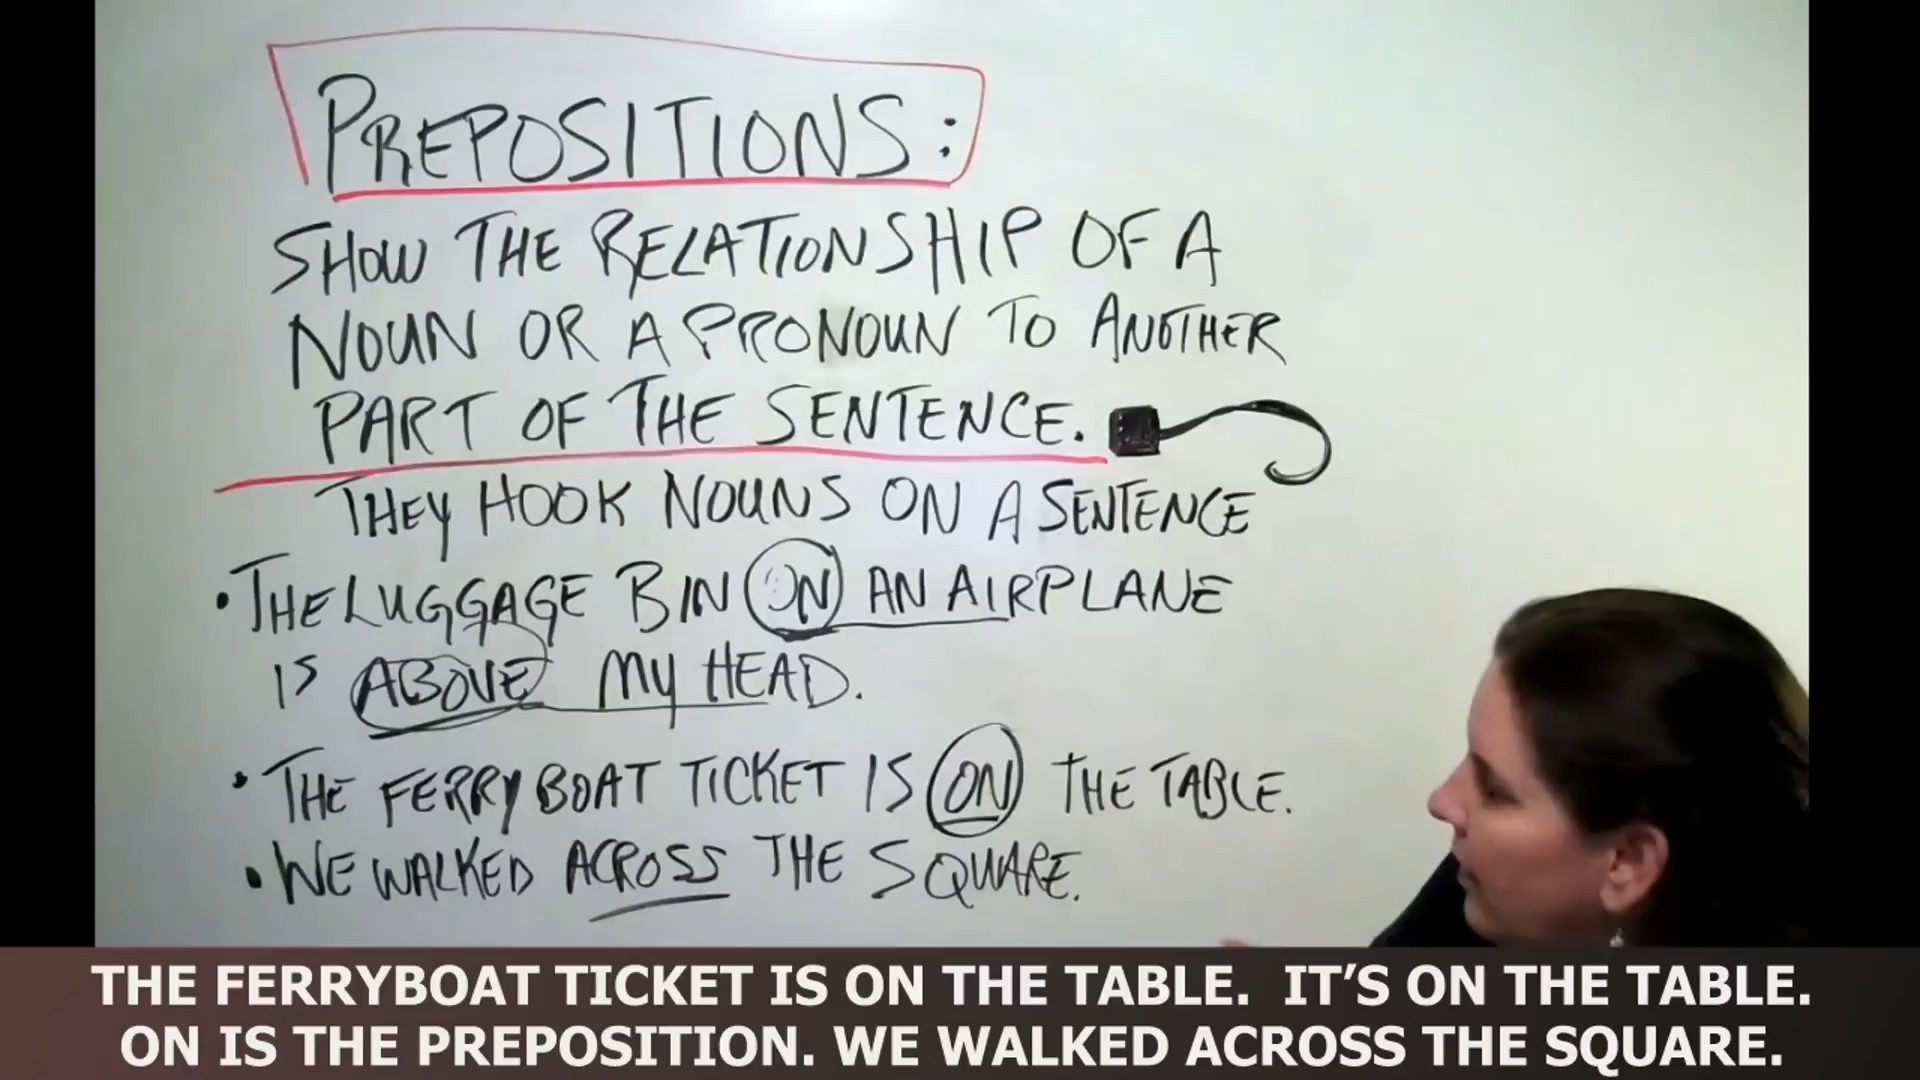 PREPOSITIONS:
SHOW THE RELATIONSHIP OF A
NOUN OR A PRONOUN TO ANOTHER
PART OF THE SENTENCE.
THEY HOOK NOUNS ON A SENTENCE
• THE LUGGAGE BIN ON AN AIRPLANE
IS ABOVE MY HEAD.
• THE FERRY BOAT TICKET IS ON THE TABLE.
• WE WALKED ACROSS THE SQUARE.
THE FERRYBOAT TICKET IS ON THE TABLE. IT'S ON THE TABLE.
ON IS THE PREPOSITION. WE WALKED ACROSS THE SQUARE.